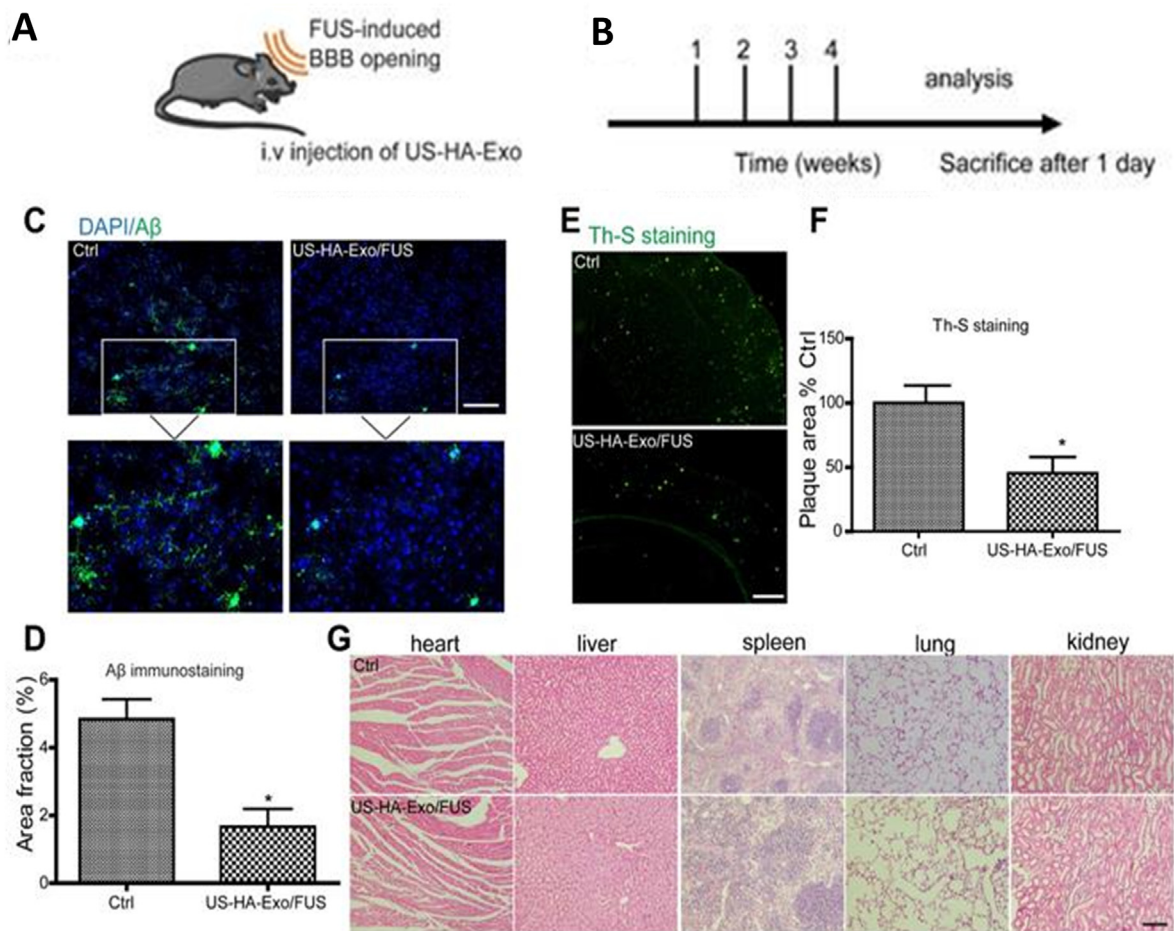 A
FUS-induced
BBB opening
i.v injection of US-HA-Exo
B
1 2 3 4
analysis
Time (weeks)
Sacrifice after 1 day
C
DAPI/Aβ
Ctrl
US-HA-Exo/FUS
E
Th-S staining
Ctrl
US-HA-Exo/FUS
F
Th-S staining
Plaque area % Ctrl
150
100
50
0
*
Ctrl
US-HA-Exo/FUS
D
Aβ immunostaining
Area fraction (%)
6
4
2
0
*
Ctrl
US-HA-Exo/FUS
G
heart liver spleen lung kidney
Ctrl
US-HA-Exo/FUS